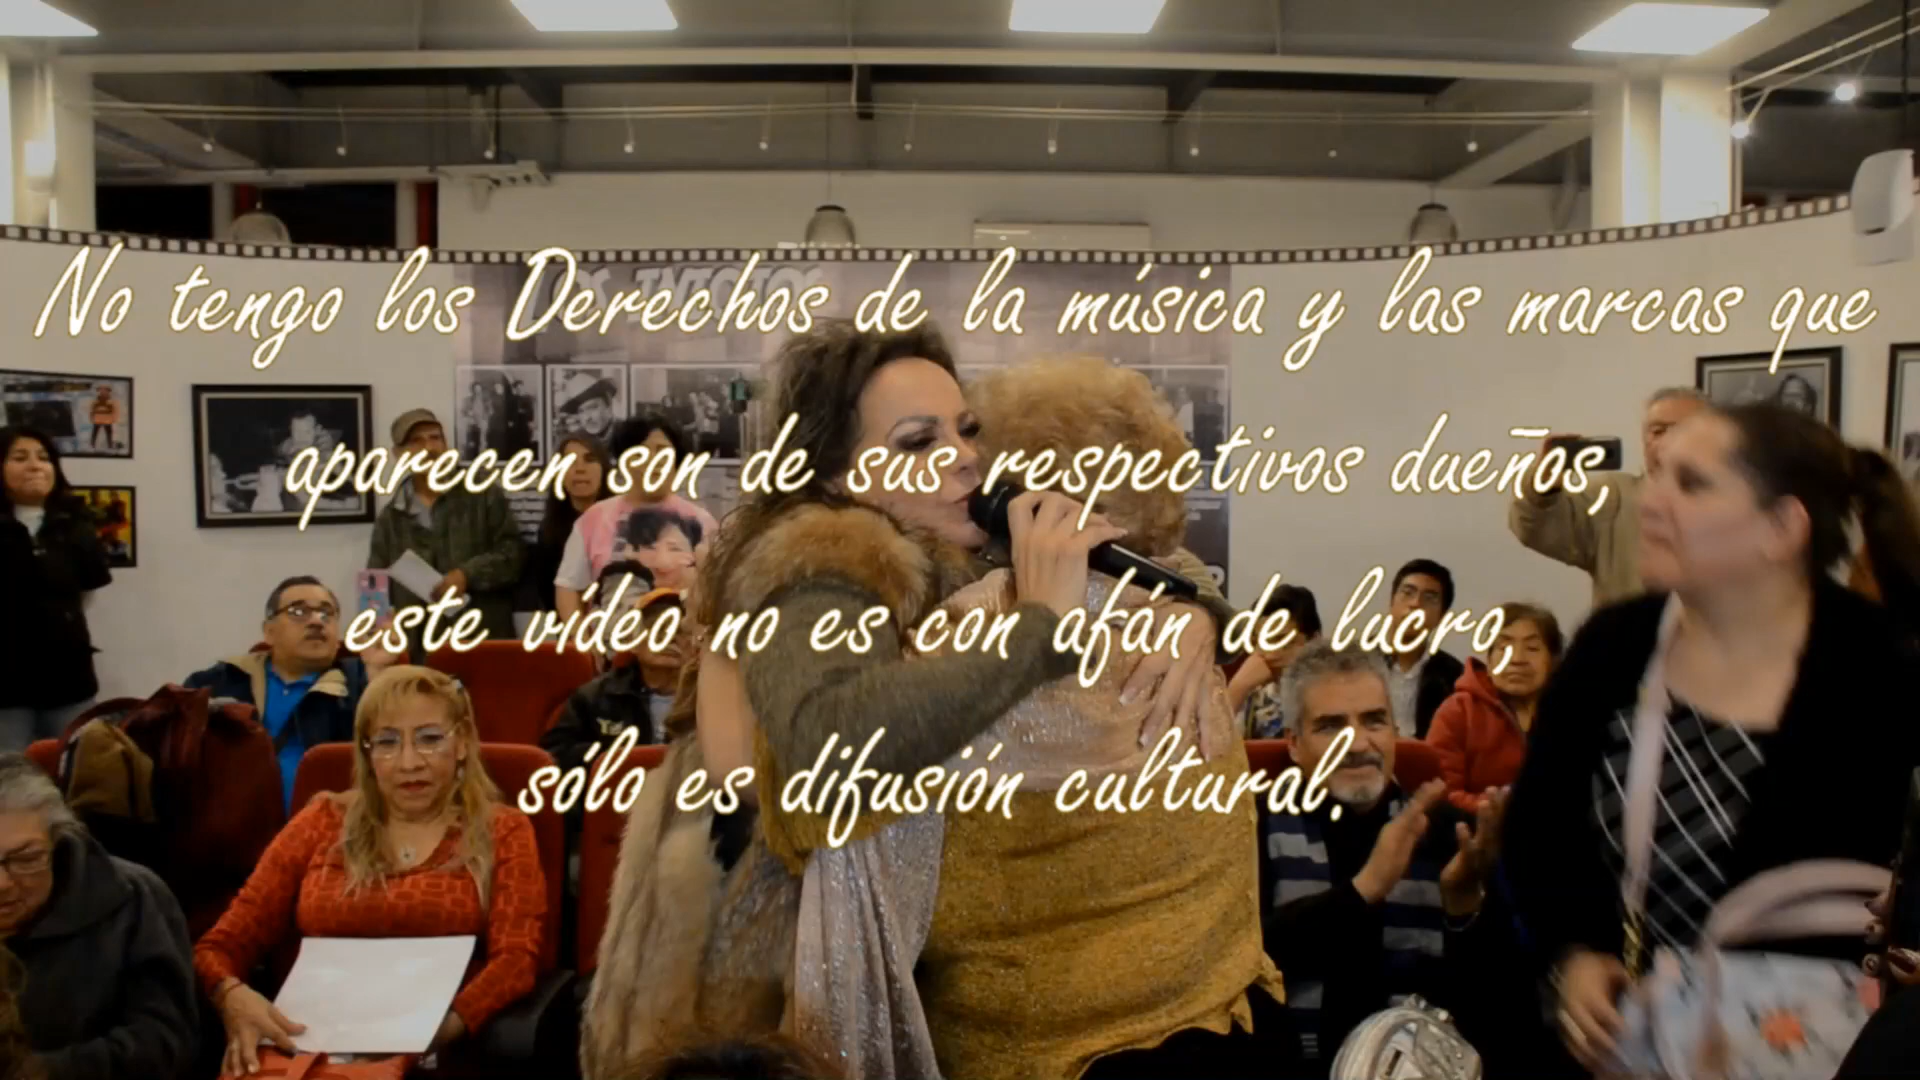 No tengo los Derechos de la música y las marcas que
aparecen son de sus respectivos dueños,
este vídeo no es con afán de lucro,
sólo es difusión cultural.